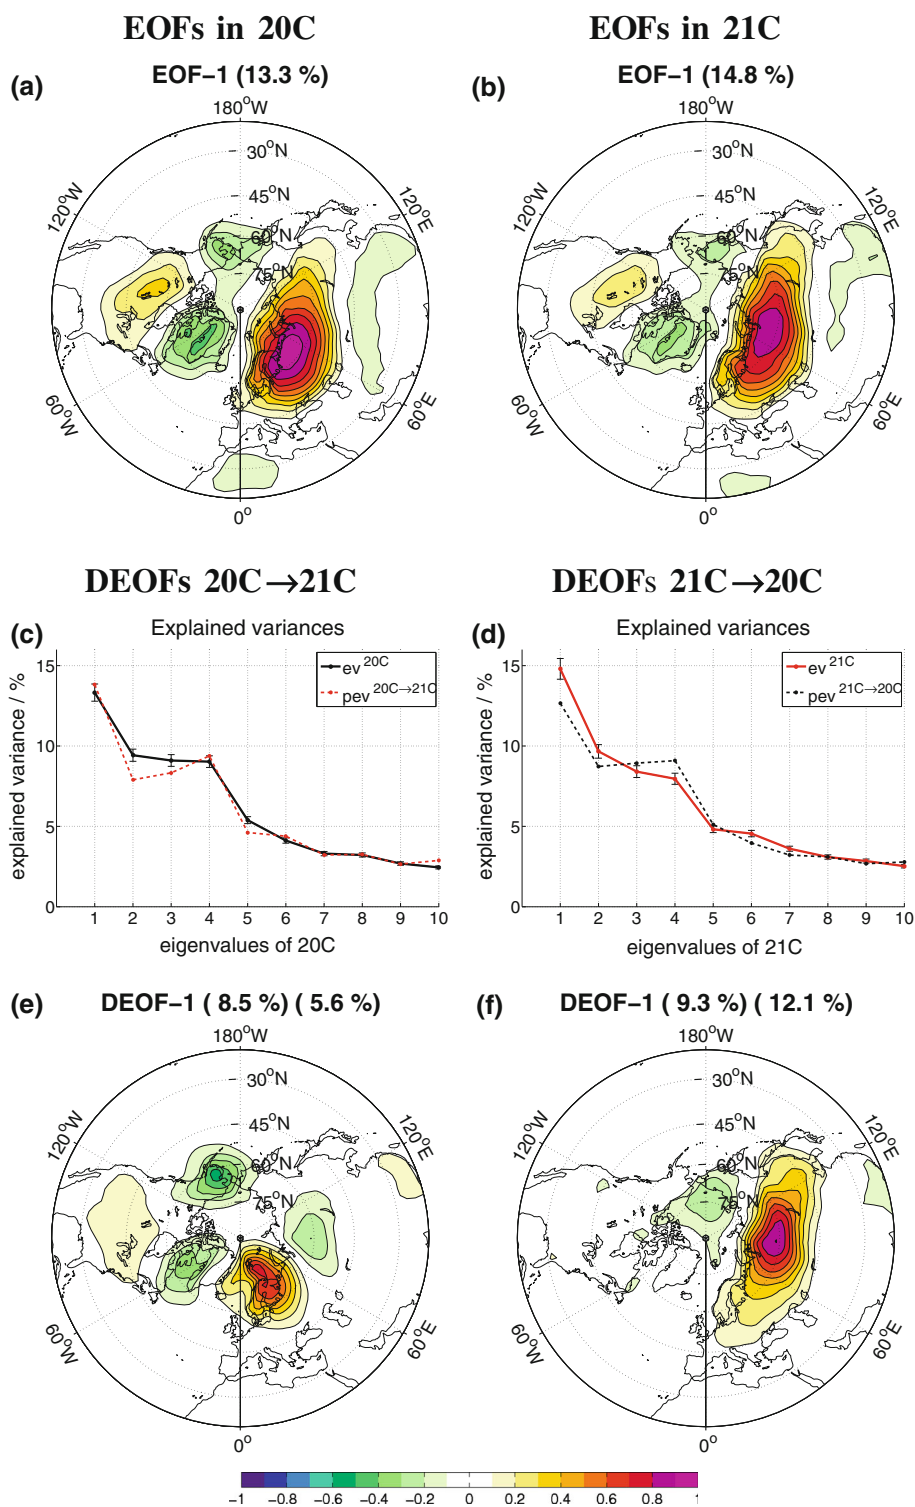 EOFs in 20C
EOFs in 21C
(a) EOF−1 (13.3 %)
180°W
30°N
45°N
60°N
75°N
120°W
120°E
60°W
60°E
0°
(b) EOF−1 (14.8 %)
180°W
30°N
45°N
60°N
75°N
120°W
120°E
60°W
60°E
0°
DEOFs 20C→21C
DEOFs 21C→20C
(c) Explained variances
explained variance / %
15
10
5
0
ev 20C
pev 20C→21C
1 2 3 4 5 6 7 8 9 10
eigenvalues of 20C
(d) Explained variances
explained variance / %
15
10
5
0
ev 21C
pev 21C→20C
1 2 3 4 5 6 7 8 9 10
eigenvalues of 21C
(e) DEOF−1 ( 8.5 %) ( 5.6 %)
180°W
30°N
45°N
60°N
75°N
120°W
120°E
60°W
60°E
0°
(f) DEOF−1 ( 9.3 %) ( 12.1 %)
180°W
30°N
45°N
60°N
75°N
120°W
120°E
60°W
60°E
0°
−1 −0.8 −0.6 −0.4 −0.2 0 0.2 0.4 0.6 0.8 1